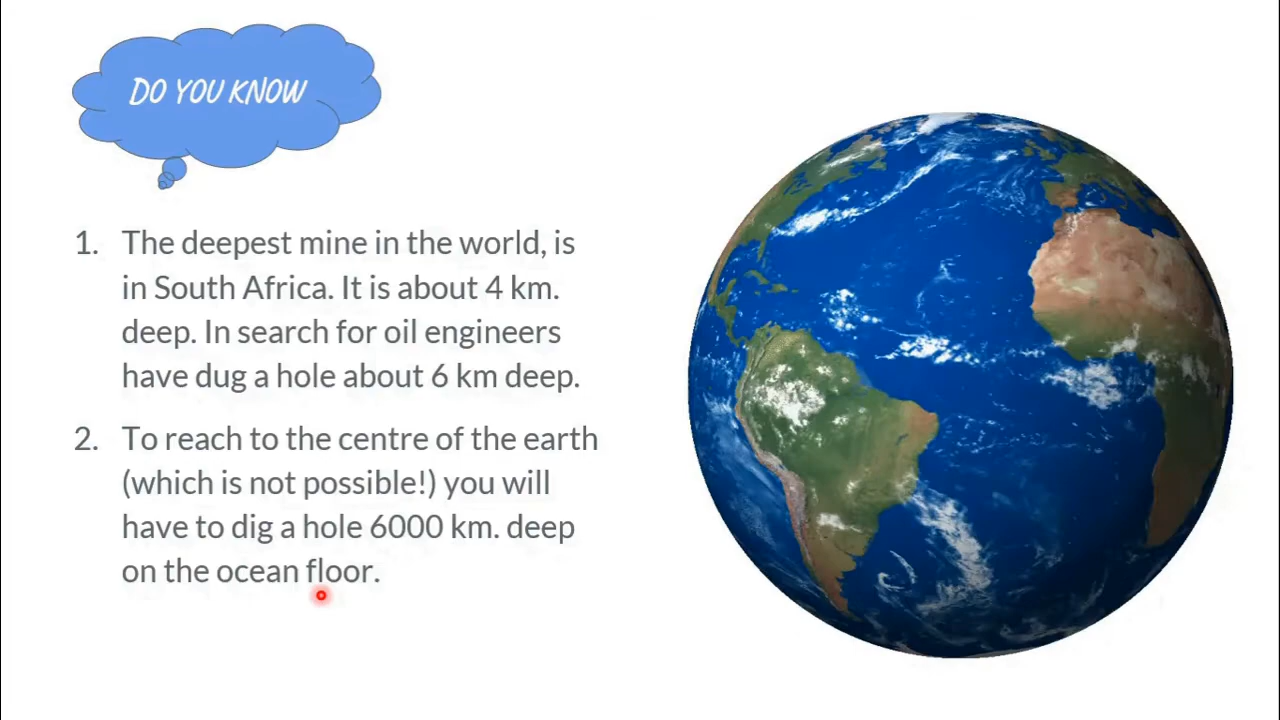 DO YOU KNOW
1. The deepest mine in the world, is
in South Africa. It is about 4 km.
deep. In search for oil engineers
have dug a hole about 6 km deep.
2. To reach to the centre of the earth
(which is not possible!) you will
have to dig a hole 6000 km. deep
on the ocean floor.